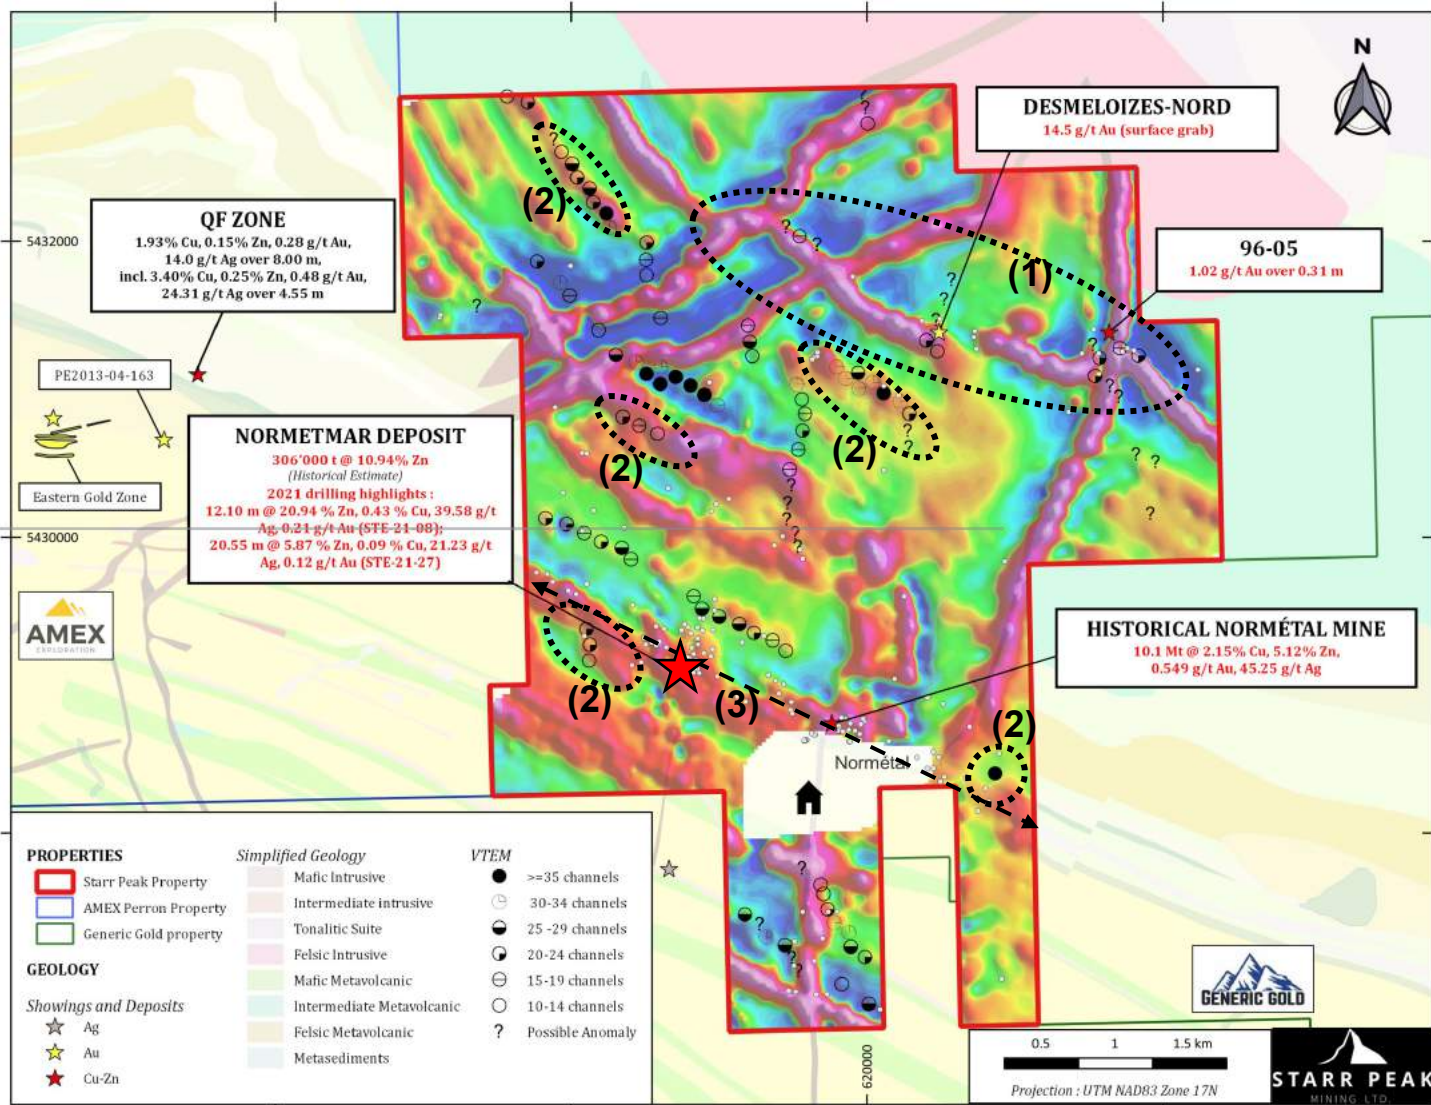 N
DESMELOIZES-NORD
14.5 g/t Au (surface grab)
(2)
QF ZONE
1.93% Cu, 0.15% Zn, 0.28 g/t Au,
14.0 g/t Ag over 8.00 m,
incl. 3.40% Cu, 0.25% Zn, 0.48 g/t Au,
24.31 g/t Ag over 4.55 m
5432000
(1)
96-05
1.02 g/t Au over 0.31 m
PE2013-04-163
Eastern Gold Zone
NORMETMAR DEPOSIT
306'000 t @ 10.94% Zn
(Historical Estimate)
2021 drilling highlights :
12.10 m @ 20.94 % Zn, 0.43 % Cu, 39.58 g/t
Ag, 0.21 g/t Au (STE-21-08);
20.55 m @ 5.87 % Zn, 0.09 % Cu, 21.23 g/t
Ag, 0.12 g/t Au (STE-21-27)
(2)
(2)
5430000
AMEX
EXPLORATION
HISTORICAL NORMÉTAL MINE
10.1 Mt @ 2.15% Cu, 5.12% Zn,
0.549 g/t Au, 45.25 g/t Ag
(2)
(3)
(2)
Normétal
PROPERTIES
Starr Peak Property
AMEX Perron Property
Generic Gold property
GEOLOGY
Showings and Deposits
Ag
Au
Cu-Zn
Simplified Geology
Mafic Intrusive
Intermediate intrusive
Tonalitic Suite
Felsic Intrusive
Mafic Metavolcanic
Intermediate Metavolcanic
Felsic Metavolcanic
Metasediments
VTEM
>=35 channels
30-34 channels
25 -29 channels
20-24 channels
15-19 channels
10-14 channels
? Possible Anomaly
620000
GENERIC GOLD
0.5 1 1.5 km
Projection : UTM NAD83 Zone 17N
STARR PEAK
MINING LTD.